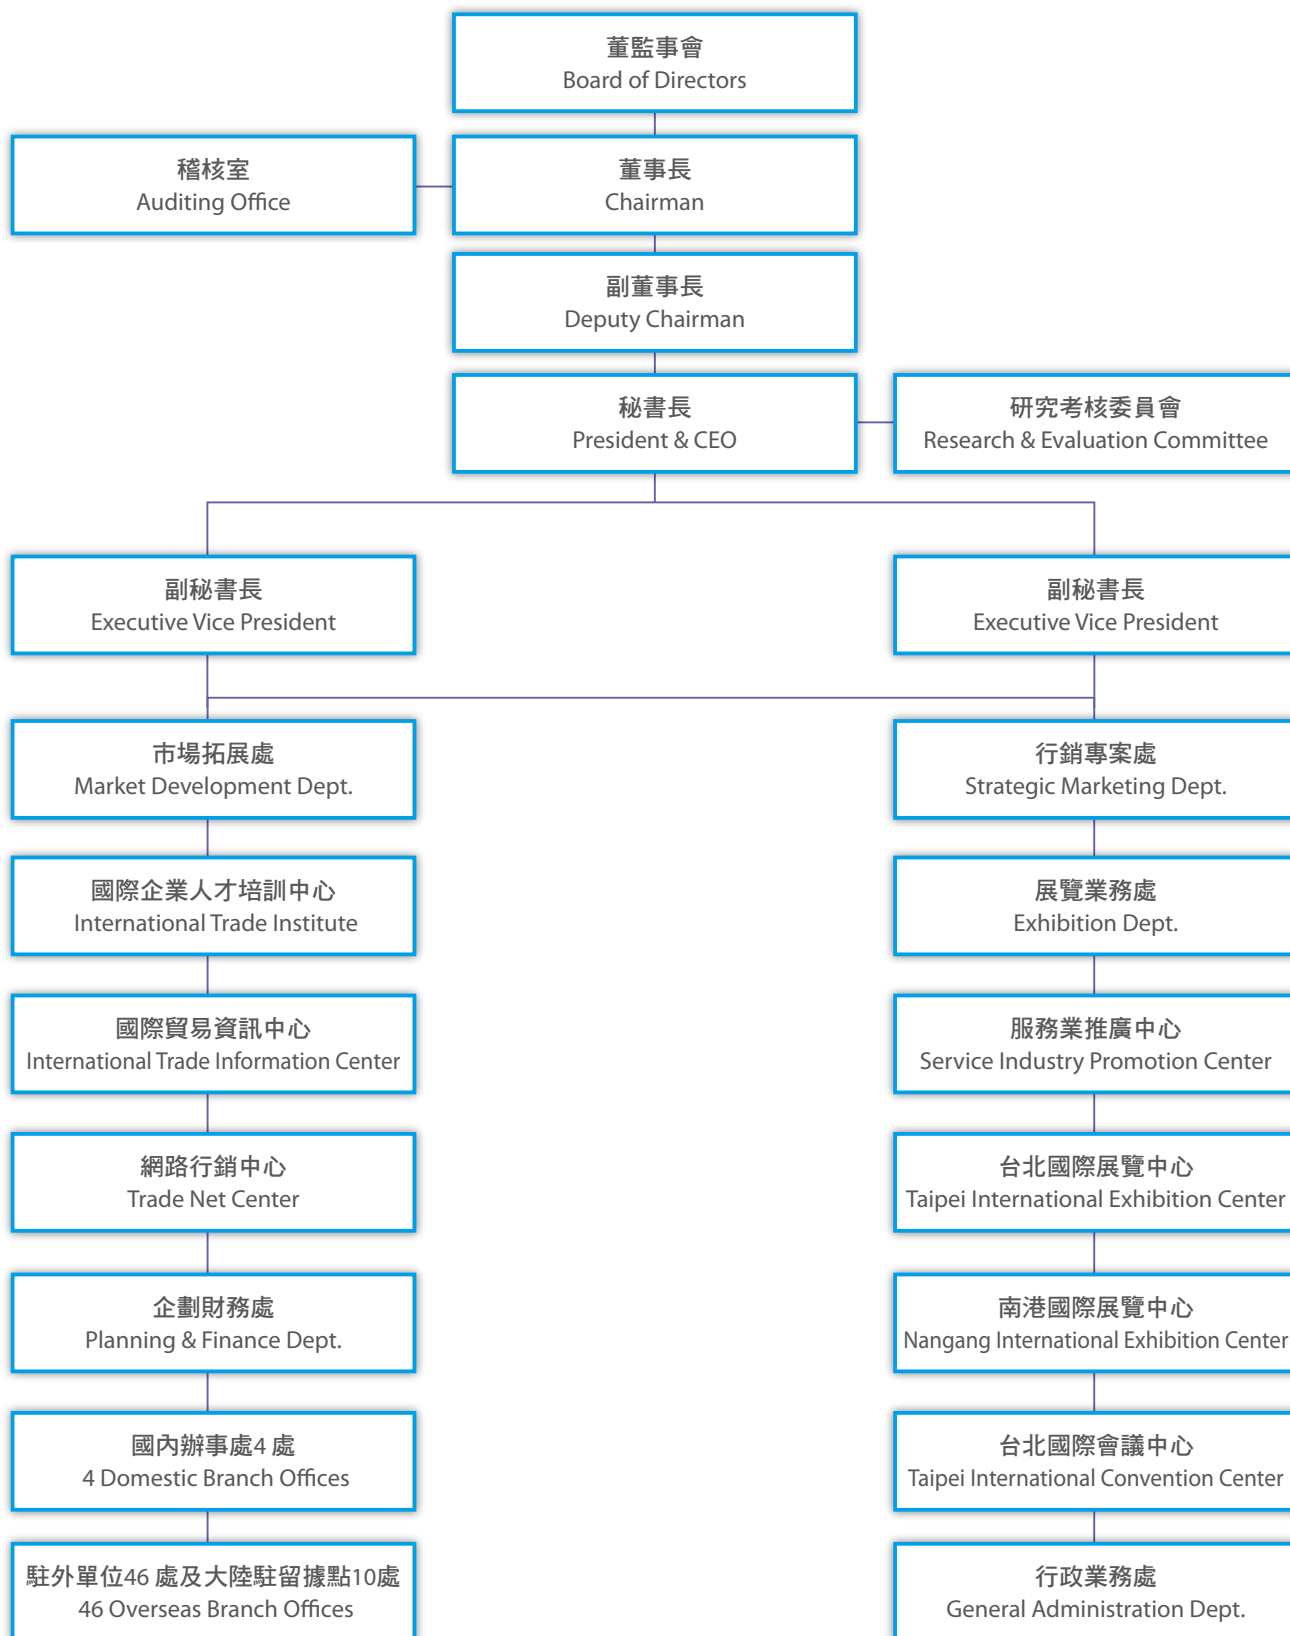 董監事會
Board of Directors
稽核室
Auditing Office
董事長
Chairman
副董事長
Deputy Chairman
秘書長
President & CEO
研究考核委員會
Research & Evaluation Committee
副秘書長
Executive Vice President
副秘書長
Executive Vice President
市場拓展處
Market Development Dept.
行銷專案處
Strategic Marketing Dept.
國際企業人才培訓中心
International Trade Institute
展覽業務處
Exhibition Dept.
國際貿易資訊中心
International Trade Information Center
服務業推廣中心
Service Industry Promotion Center
網路行銷中心
Trade Net Center
台北國際展覽中心
Taipei International Exhibition Center
企劃財務處
Planning & Finance Dept.
南港國際展覽中心
Nangang International Exhibition Center
國內辦事處4 處
4 Domestic Branch Offices
台北國際會議中心
Taipei International Convention Center
駐外單位46 處及大陸駐留據點10處
46 Overseas Branch Offices
行政業務處
General Administration Dept.